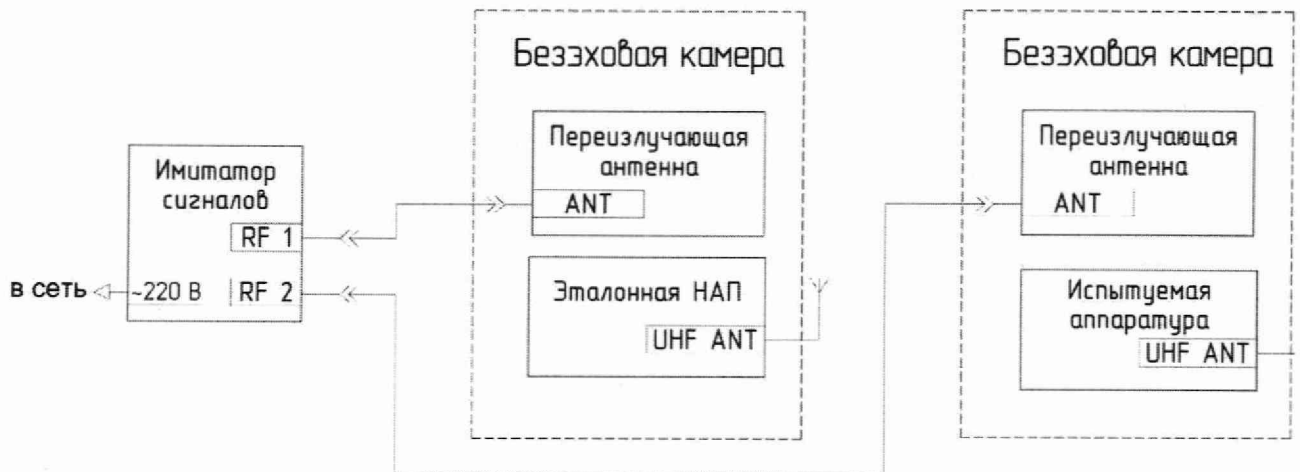 Безэховая камера
Переизлучающая
антенна
ANT
Эталонная НАП
UHF ANT
Безэховая камера
Переизлучающая
антенна
ANT
Испытуемая
аппаратура
UHF ANT
Имитатор
сигналов
RF 1
RF 2
~220 В
в сеть